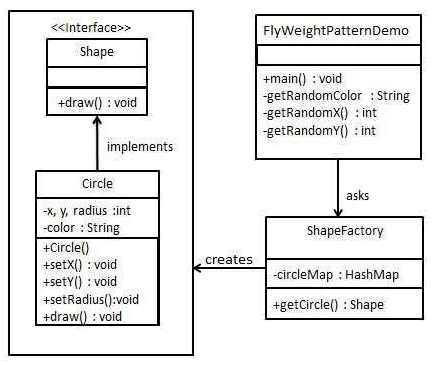 <<Interface>>
Shape
+draw() : void
implements
Circle
-x, y, radius :int
-color : String
+Circle()
+setX() : void
+setY() : void
+setRadius():void
+draw() : void
FlyWeightPatternDemo
+main() : void
-getRandomColor : String
-getRandomX() : int
-getRandomY() : int
asks
ShapeFactory
-circleMap : HashMap
+getCircle() : Shape
creates